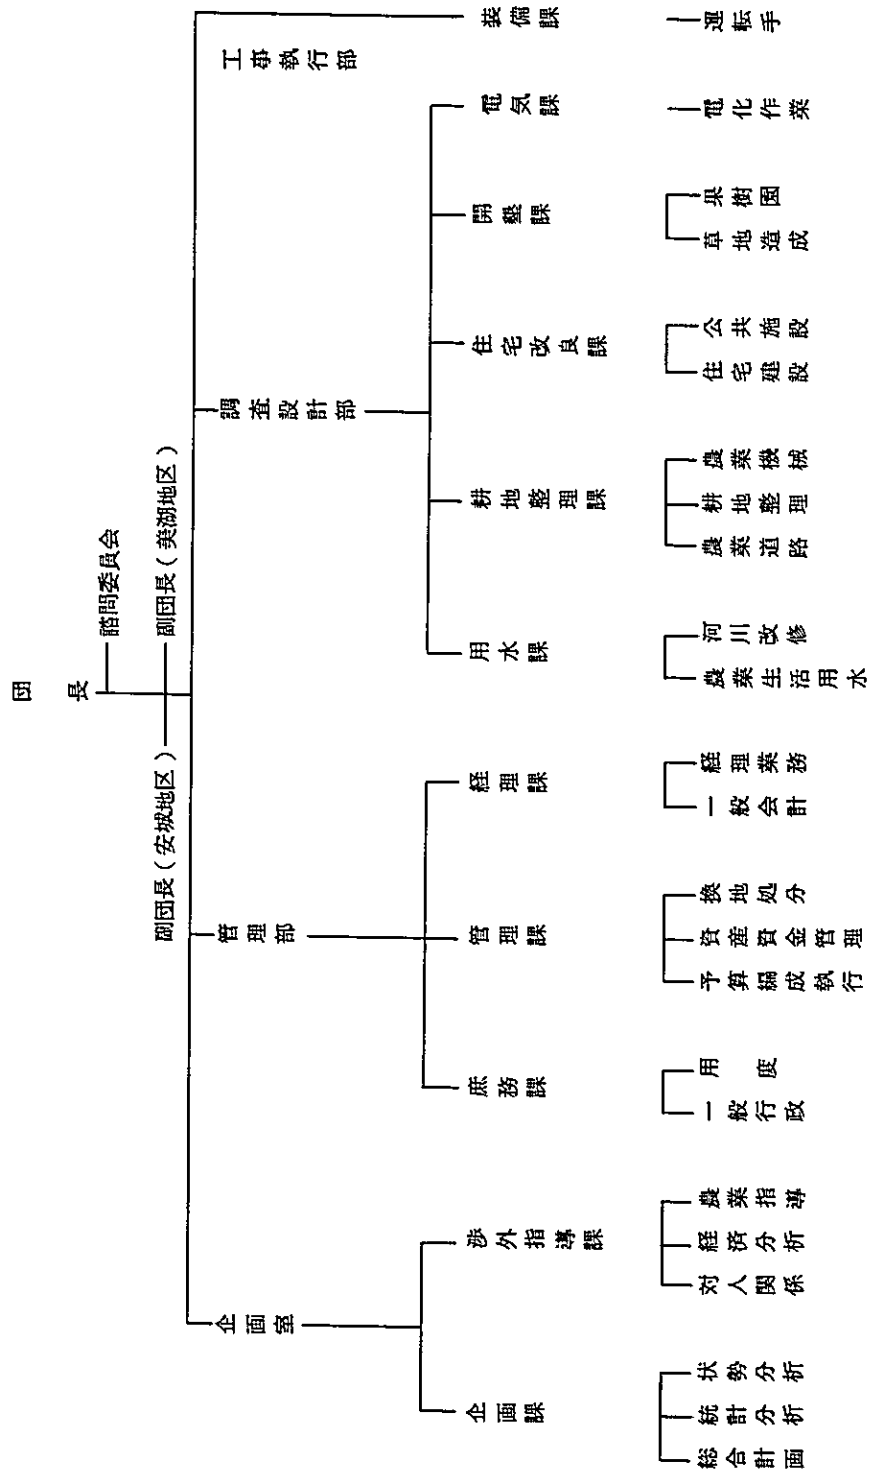 団長
諮問委員会
副団長（安城地区）
副団長（美湖地区）
企画室
管理部
調査設計部
工事執行部
企画課
渉外指導課
庶務課
管理課
経理課
用水課
耕地整理課
住宅改良課
開墾課
電気課
装備課
総合計画
統計分析
状勢分析
対人関係
経済分析
農業指導
一般行政
用度
予算編成執行
資産資金管理
換地処分
一般会計
経理業務
農業生活用水
河川改修
農業道路
耕地整理
農業機械
住宅建設
公共施設
草地造成
果樹園
電化作業
運転手